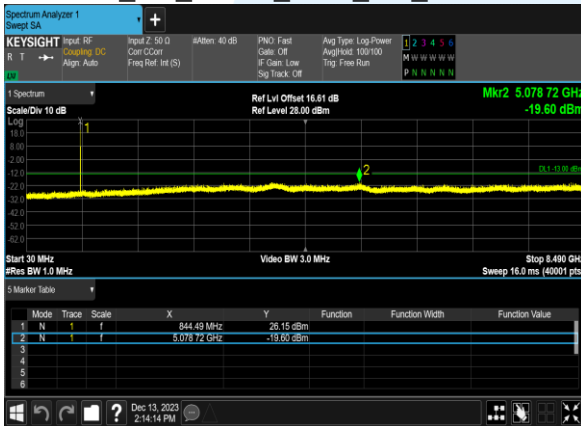 Spectrum Analyzer 1
Swept SA
KEYSIGHT
R T
LW
Input: RF
Coupling: DC
Align: Auto
Input Z: 50 Ω
Corr CCorr
Freq Ref: Int (S)
#Atten: 40 dB
PNO: Fast
Gate: Off
IF Gain: Low
Sig Track: Off
Avg Type: Log-Power
Avg|Hold: 100/100
Trig: Free Run
1 2 3 4 5 6
M W W W W W
P N N N N N
1 Spectrum
Scale/Div 10 dB
Ref Lvl Offset 16.61 dB
Ref Level 28.00 dBm
Mkr2 5.078 72 GHz
-19.60 dBm
Log
18.0
8.00
-2.00
-12.0
-22.0
-32.0
-42.0
-52.0
-62.0
1
2
DL1 -13.00 dBm
Start 30 MHz
#Res BW 1.0 MHz
Video BW 3.0 MHz
Stop 8.490 GHz
Sweep 16.0 ms (40001 pts)
5 Marker Table
Mode Trace Scale X Y Function Function Width Function Value
1 N 1 f 844.49 MHz 26.15 dBm
2 N 1 f 5.078 72 GHz -19.60 dBm
3
4
5
6
?
Dec 13, 2023
2:14:14 PM